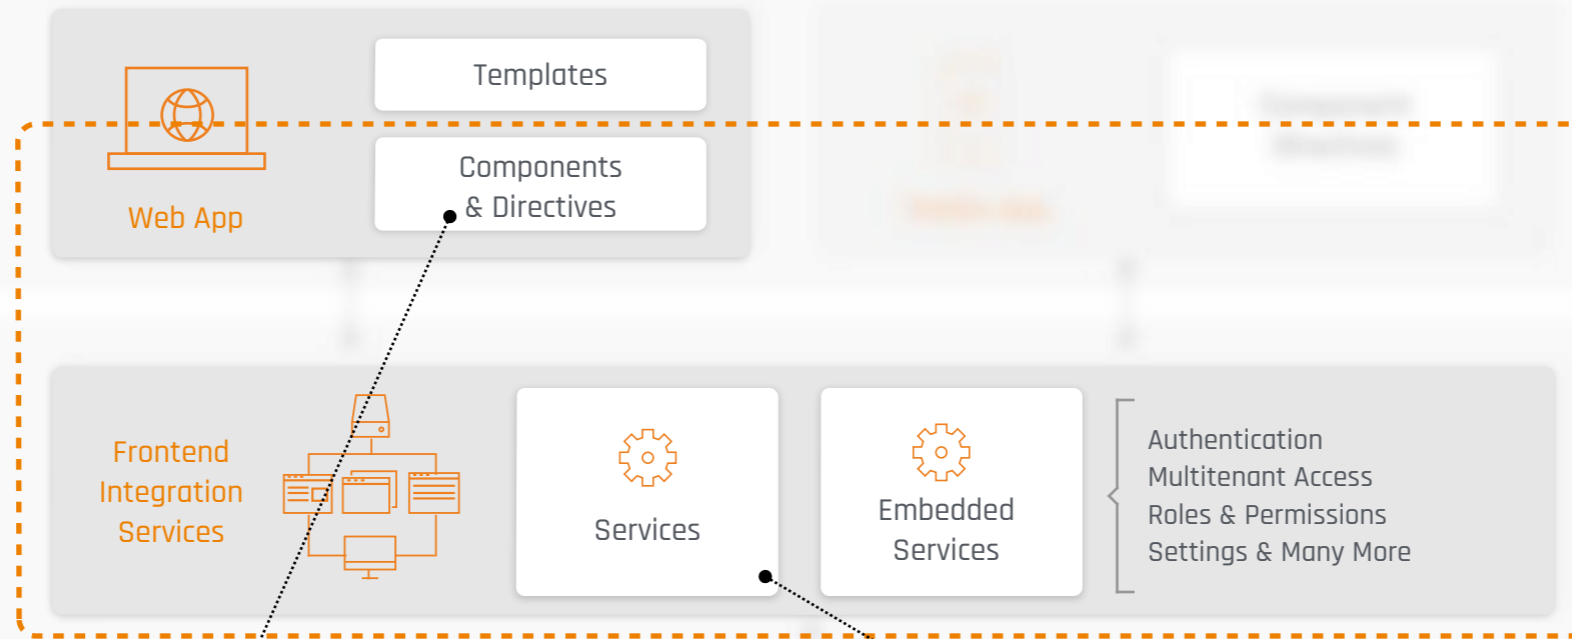 Templates
Components
& Directives
Web App
Frontend
Integration
Services
Services
Embedded
Services
Authentication
Multitenant Access
Roles & Permissions
Settings & Many More